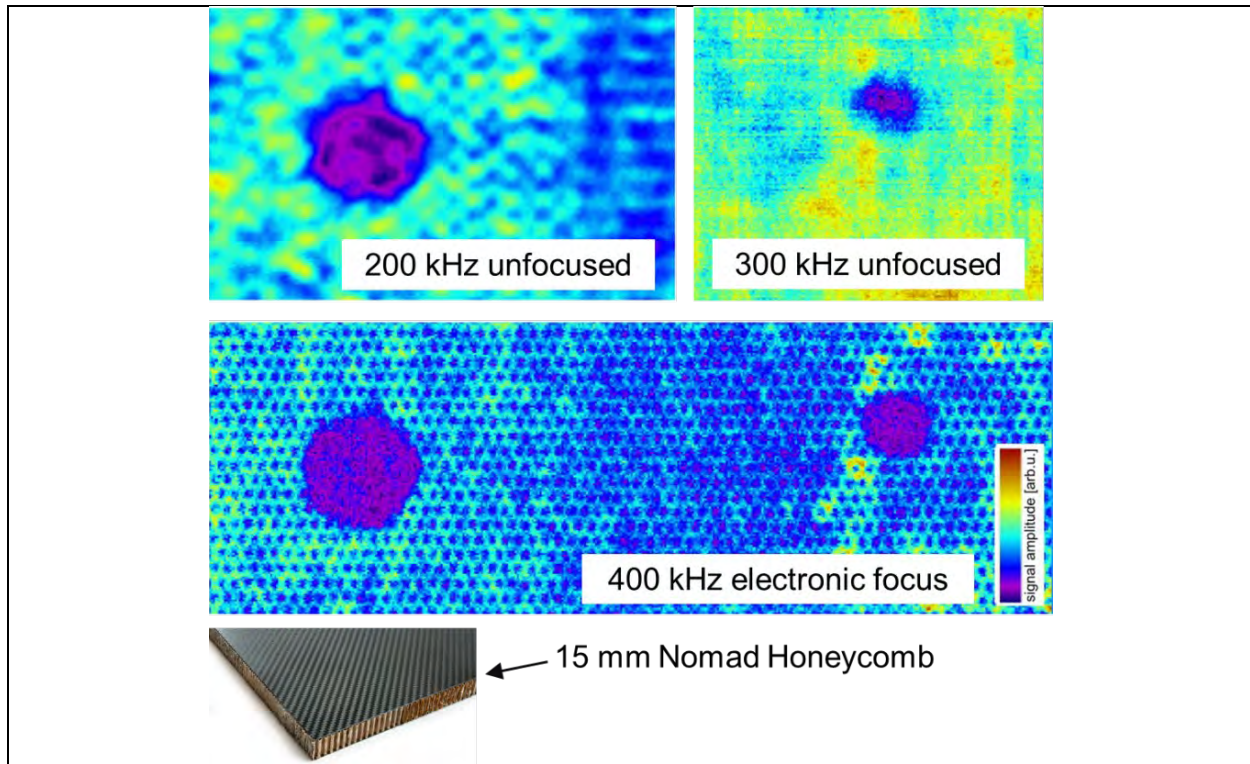 200 kHz unfocused
300 kHz unfocused
signal amplitude [arb.u.]
400 kHz electronic focus
15 mm Nomad Honeycomb